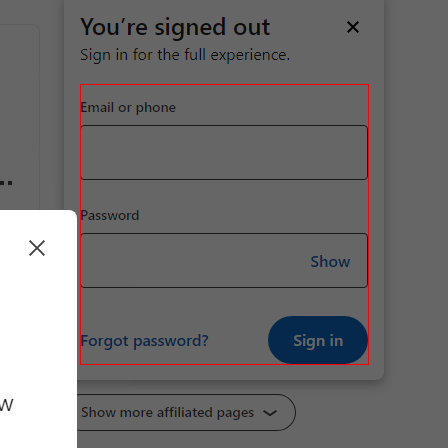 You're signed out
Sign in for the full experience.
Email or phone
Password
Show
Forgot password?
Sign in
Show more affiliated pages